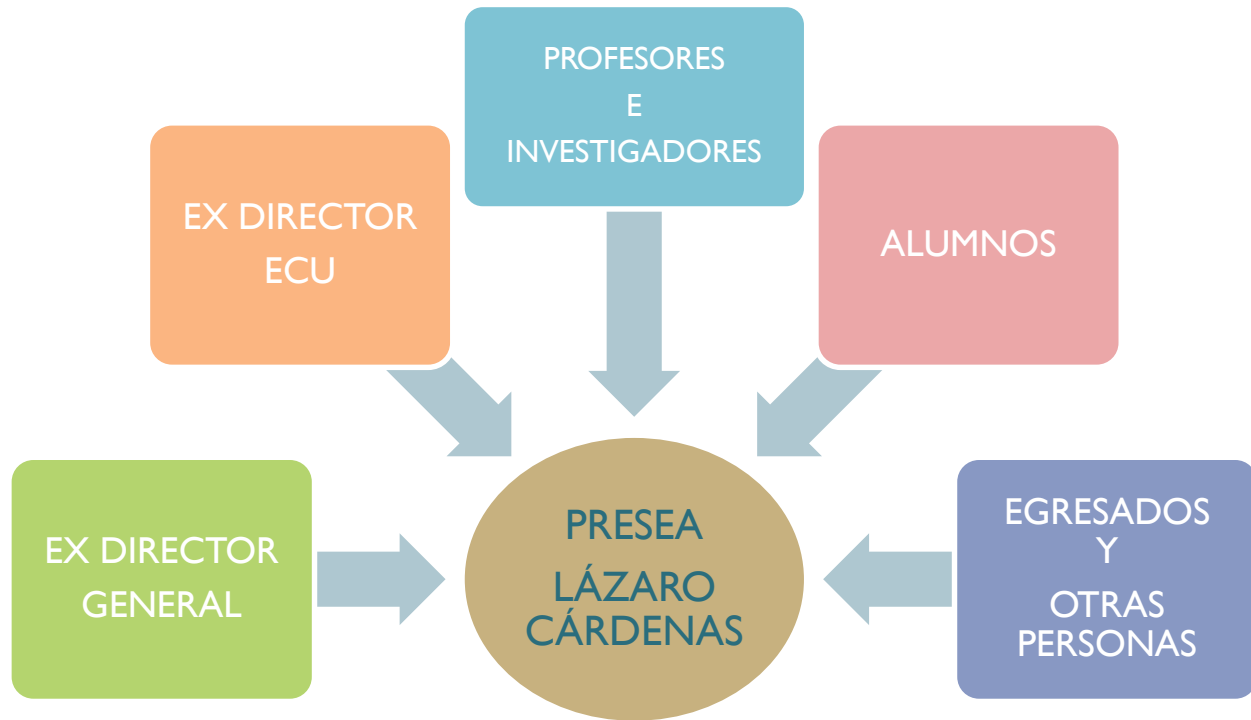 PROFESORES
E
INVESTIGADORES
EX DIRECTOR
ECU
ALUMNOS
EX DIRECTOR
GENERAL
PRESEA
LÁZARO
CÁRDENAS
EGRESADOS
Y
OTRAS
PERSONAS